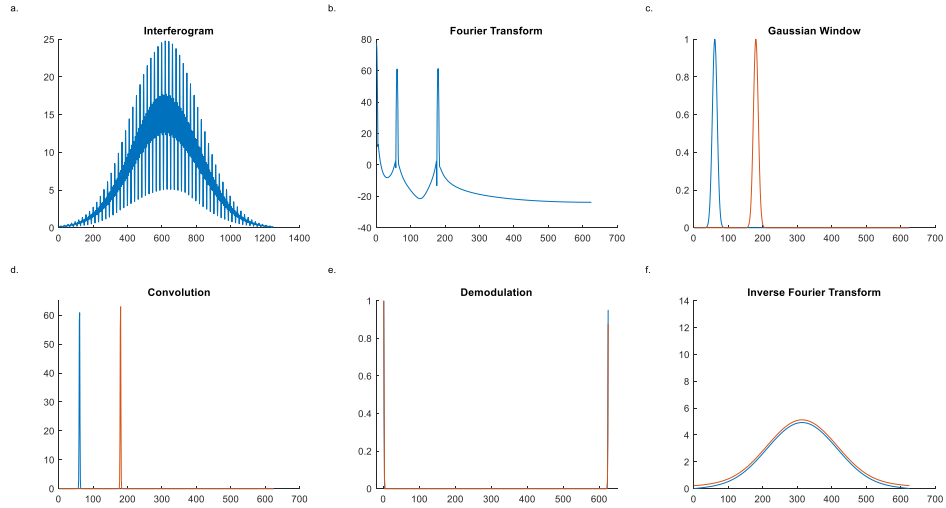 a.
Interferogram
25
20
15
10
5
0
0 200 400 600 800 1000 1200 1400
b.
Fourier Transform
80
60
40
20
0
-20
-40
0 100 200 300 400 500 600 700
c.
Gaussian Window
1
0.8
0.6
0.4
0.2
0
0 100 200 300 400 500 600 700
d.
Convolution
60
50
40
30
20
10
0
0 100 200 300 400 500 600 700
e.
Demodulation
1
0.8
0.6
0.4
0.2
0
0 100 200 300 400 500 600
f.
Inverse Fourier Transform
14
12
10
8
6
4
2
0
0 100 200 300 400 500 600 700